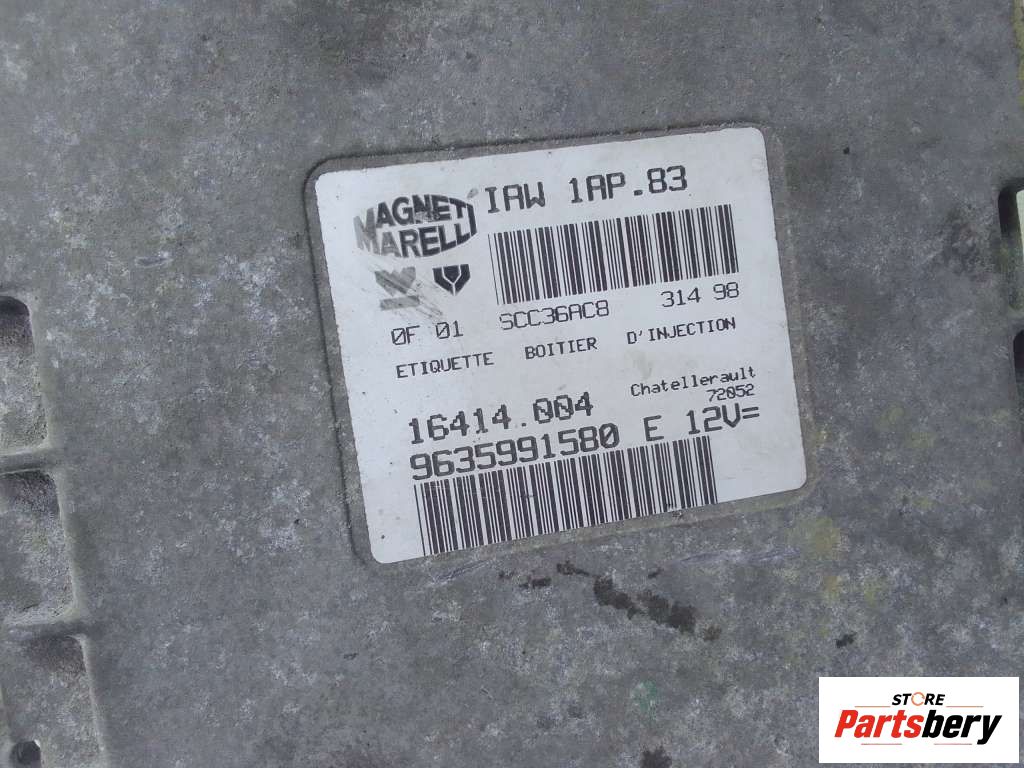 IAW 1AP.83
MAGNETI
MARELLI
0F 01 SCC36AC8 314 98
ETIQUETTE BOITIER D'INJECTION
Chatellerault
72852
16414.004
9635991580 E 12V=
STORE
Partsbery